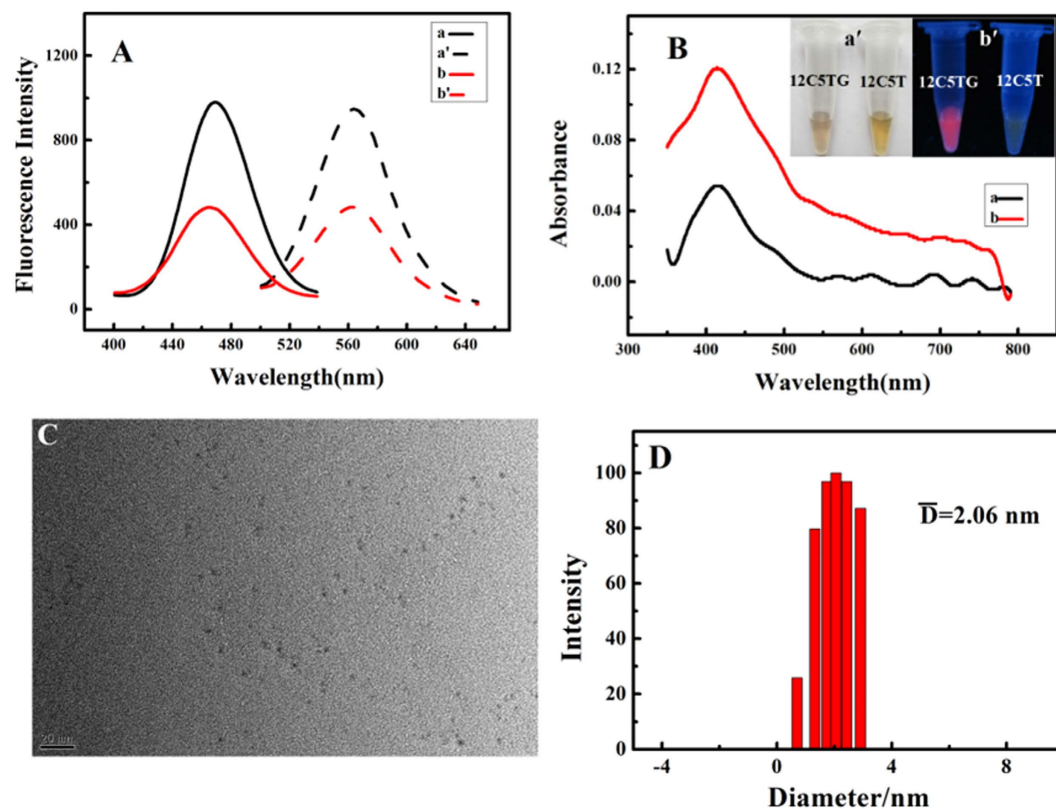 A
a
a'
b
b'
1200
900
400
0
Fluorescence Intensity
400 440 480 520 560 600 640
Wavelength(nm)
B
a'
b'
12C5TG
12C5T
12C5TG
12C5T
a
b
0.12
0.08
0.04
0.00
Absorbance
300 400 500 600 700 800
Wavelength(nm)
C
20 nm
D
D=2.06 nm
100
80
60
40
20
0
Intensity
-4 0 4 8
Diameter/nm